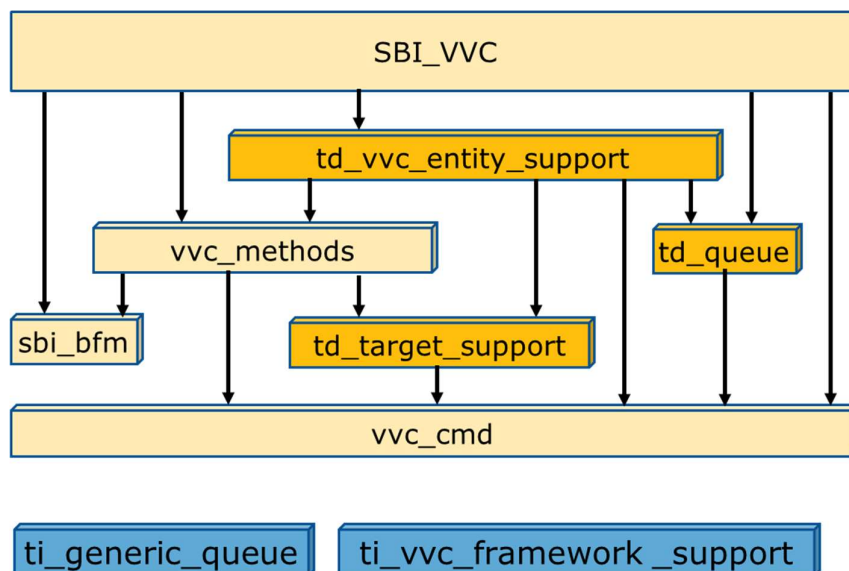 SBI_VVC
td_vvc_entity_support
vvc_methods
td_queue
sbi_bfm
td_target_support
vvc_cmd
ti_generic_queue
ti_vvc_framework _support